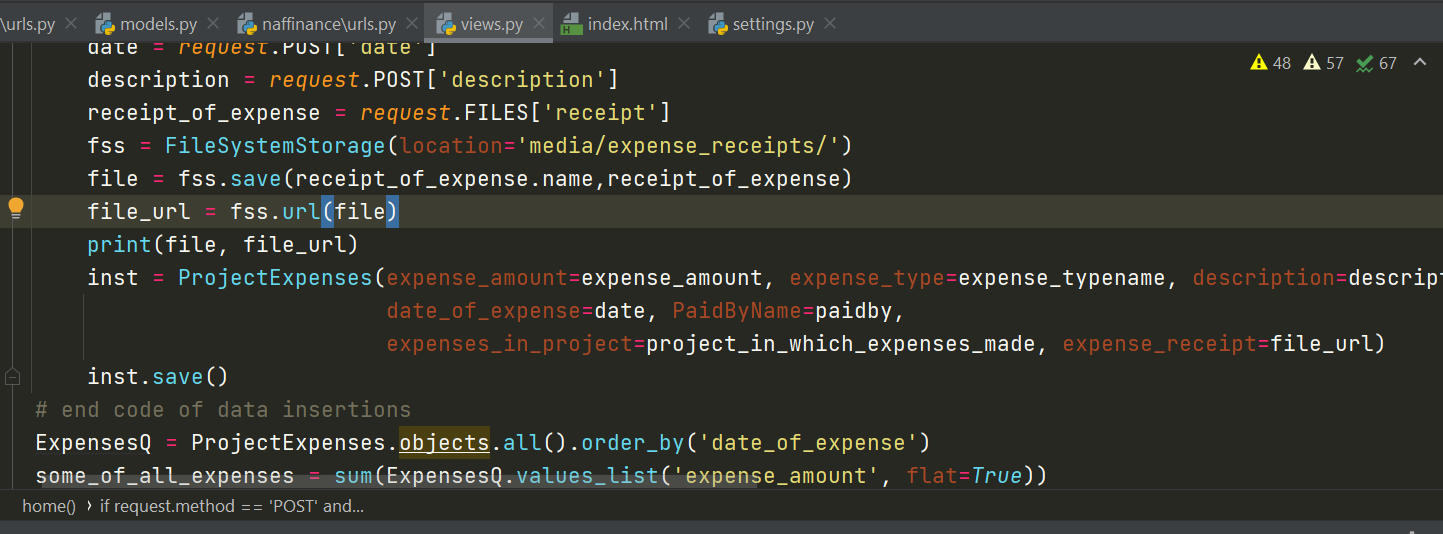 \urls.py models.py naffinance\urls.py views.py index.html settings.py
date = request.POST['date']
48 57 67
description = request.POST['description']
receipt_of_expense = request.FILES['receipt']
fss = FileSystemStorage(location='media/expense_receipts/')
file = fss.save(receipt_of_expense.name,receipt_of_expense)
file_url = fss.url(file)
print(file, file_url)
inst = ProjectExpenses(expense_amount=expense_amount, expense_type=expense_typename, description=descript
date_of_expense=date, PaidByName=paidby,
expenses_in_project=project_in_which_expenses_made, expense_receipt=file_url)
inst.save()
# end code of data insertions
ExpensesQ = ProjectExpenses.objects.all().order_by('date_of_expense')
some_of_all_expenses = sum(ExpensesQ.values_list('expense_amount', flat=True))
home() › if request.method == 'POST' and...